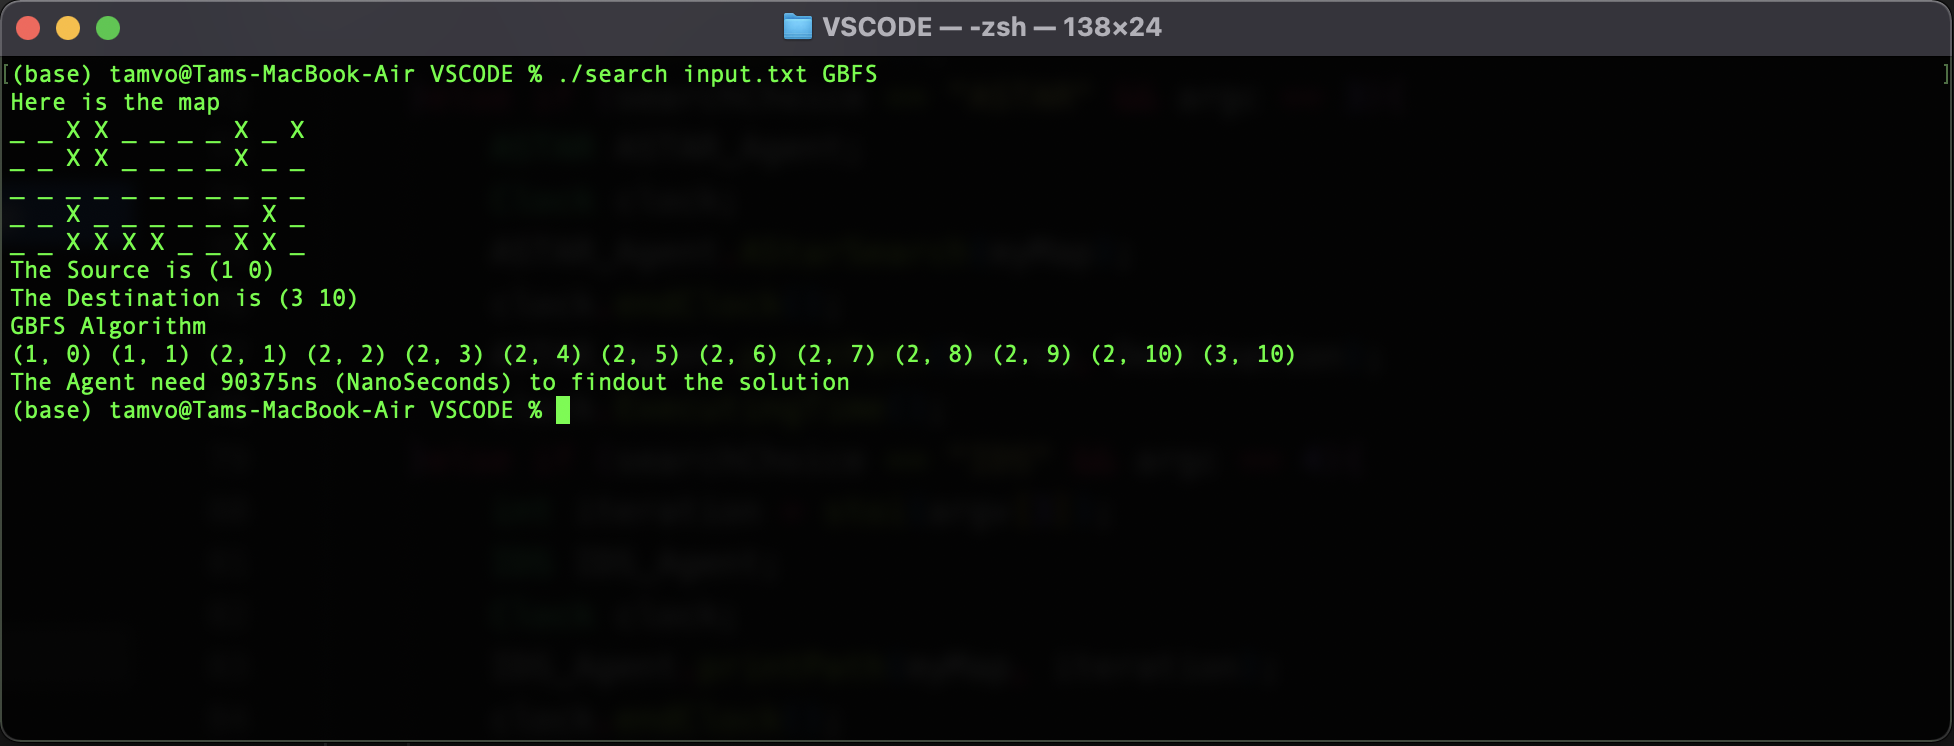 VSCODE — -zsh — 138×24
(base) tamvo@Tams-MacBook-Air VSCODE % ./search input.txt GBFS
Here is the map
_ _ X X _ _ _ _ X _ X
_ _ X X _ _ _ _ X _ _
_ _ _ _ _ _ _ _ _ _ _
_ _ X _ _ _ _ _ _ X _
_ _ X X X _ _ X X _
The Source is (1 0)
The Destination is (3 10)
GBFS Algorithm
(1, 0) (1, 1) (2, 1) (2, 2) (2, 3) (2, 4) (2, 5) (2, 6) (2, 7) (2, 8) (2, 9) (2, 10) (3, 10)
The Agent need 90375ns (NanoSeconds) to findout the solution
(base) tamvo@Tams-MacBook-Air VSCODE %